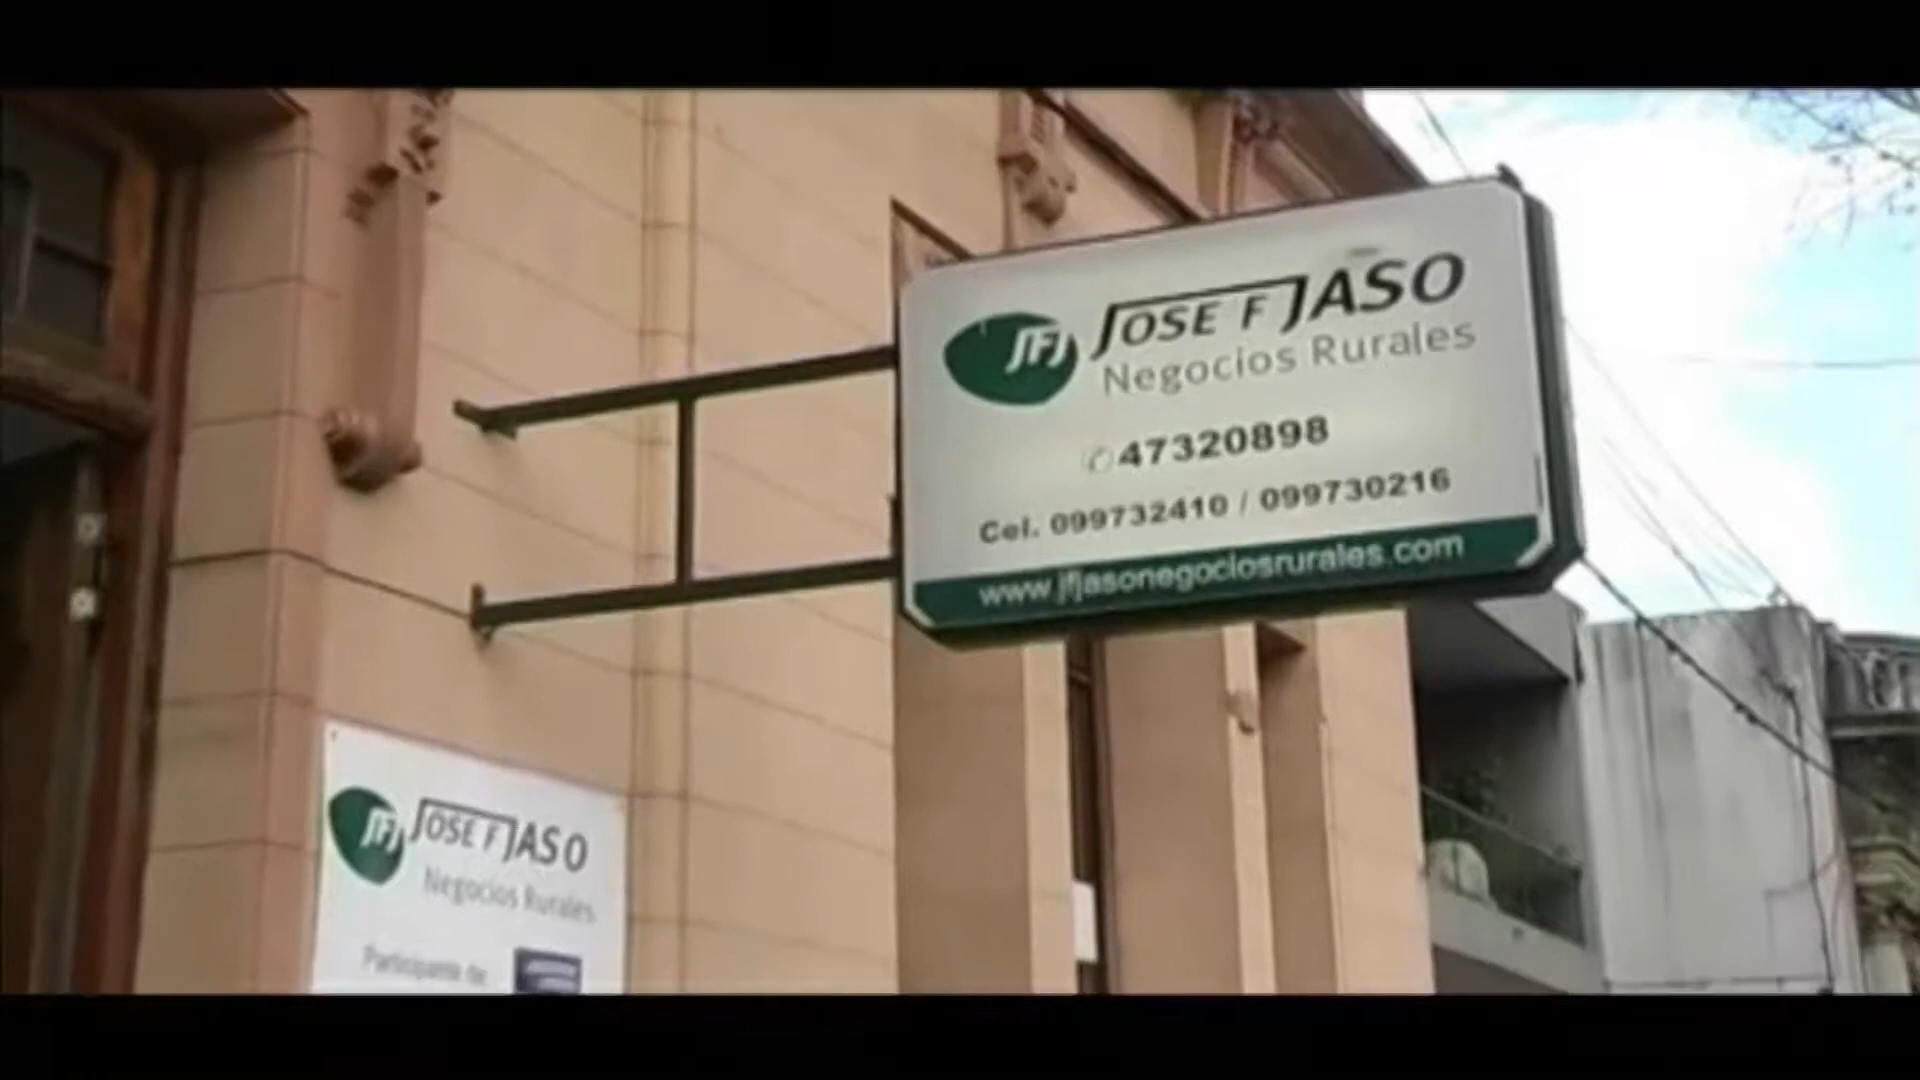 JFJ JOSE F JASO
Negocios Rurales
47320898
Cel. 099732410 / 099730216
www.jfjasonegociosrurales.com
JFJ JOSE F JASO
Negocios Rurales
Participante de